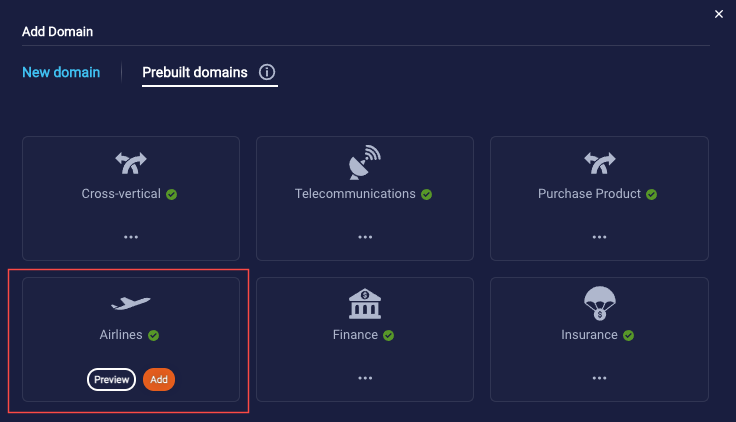 Add Domain
New domain
Prebuilt domains
Cross-vertical
Telecommunications
Purchase Product
...
...
...
Airlines
Finance
Insurance
Preview
Add
...
...